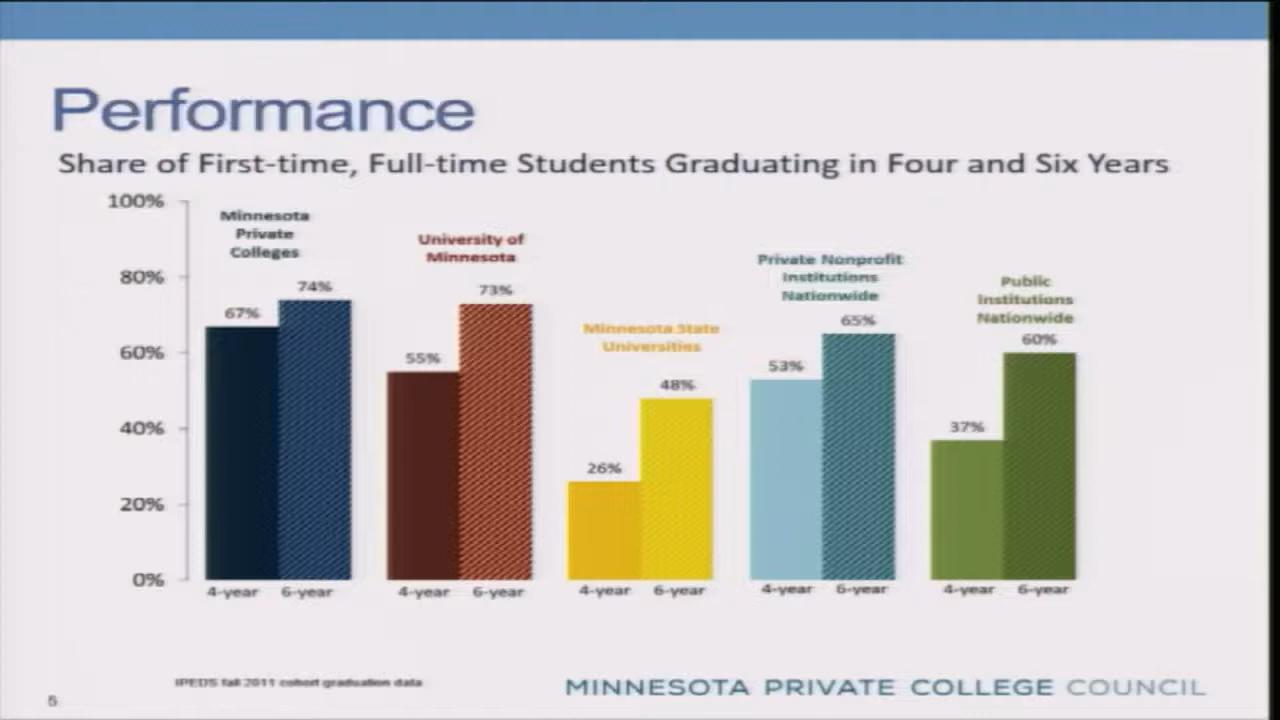 Performance
Share of First-time, Full-time Students Graduating in Four and Six Years
100%
80%
60%
40%
20%
0%
Minnesota
Private
Colleges
67%
74%
4-year 6-year
University of
Minnesota
55%
73%
4-year 6-year
Minnesota State
Universities
26%
48%
4-year 6-year
Private Nonprofit
Institutions
Nationwide
53%
65%
4-year 6-year
Public
Institutions
Nationwide
37%
60%
4-year 6-year
IPEDS fall 2011 cohort graduation data
MINNESOTA PRIVATE COLLEGE COUNCIL